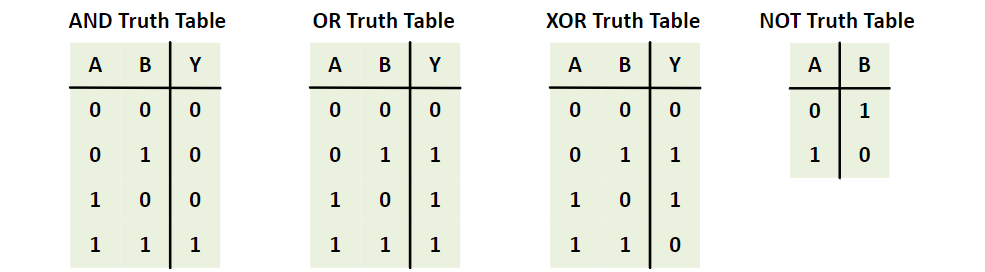 AND Truth Table
A B Y
0 0 0
0 1 0
1 0 0
1 1 1
OR Truth Table
A B Y
0 0 0
0 1 1
1 0 1
1 1 1
XOR Truth Table
A B Y
0 0 0
0 1 1
1 0 1
1 1 0
NOT Truth Table
A B
0 1
1 0